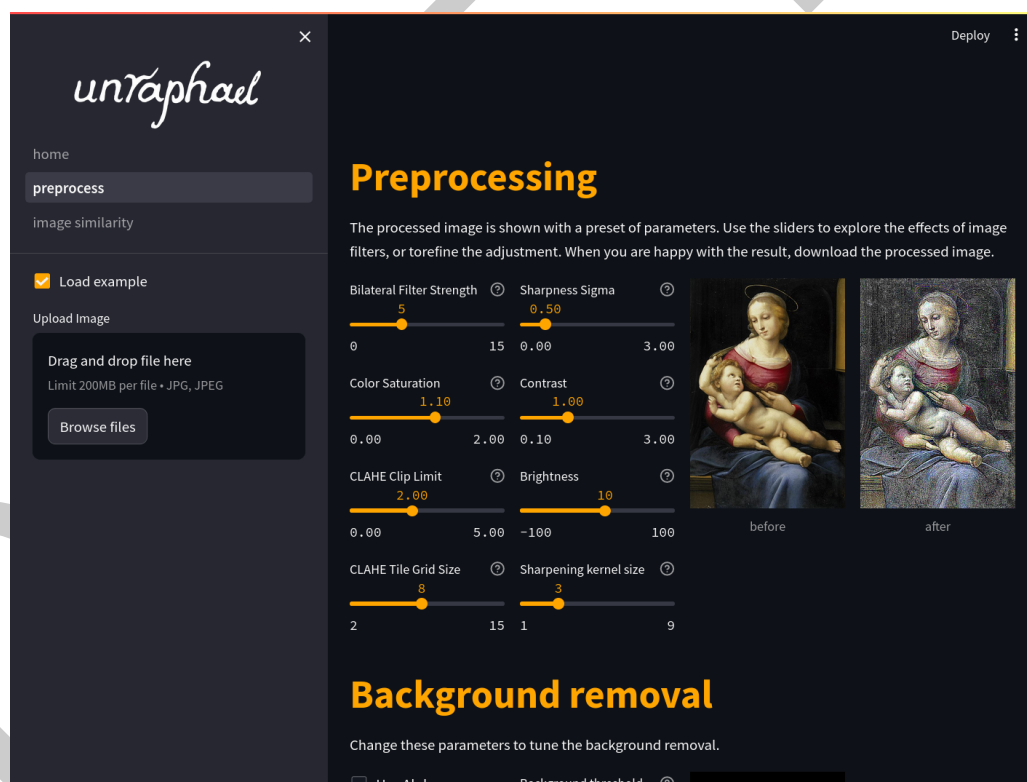 Deploy
unraphael
home
preprocess
image similarity
Load example
Upload Image
Drag and drop file here
Limit 200MB per file • JPG, JPEG
Browse files
Preprocessing
The processed image is shown with a preset of parameters. Use the sliders to explore the effects of image
filters, or torefine the adjustment. When you are happy with the result, download the processed image.
Bilateral Filter Strength
5
0 15
Sharpness Sigma
0.50
0.00 3.00
Color Saturation
1.10
0.00 2.00
Contrast
1.00
0.10 3.00
CLAHE Clip Limit
2.00
0.00 5.00
Brightness
10
-100 100
CLAHE Tile Grid Size
8
2 15
Sharpening kernel size
3
1 9
before
after
Background removal
Change these parameters to tune the background removal.
Background threshold